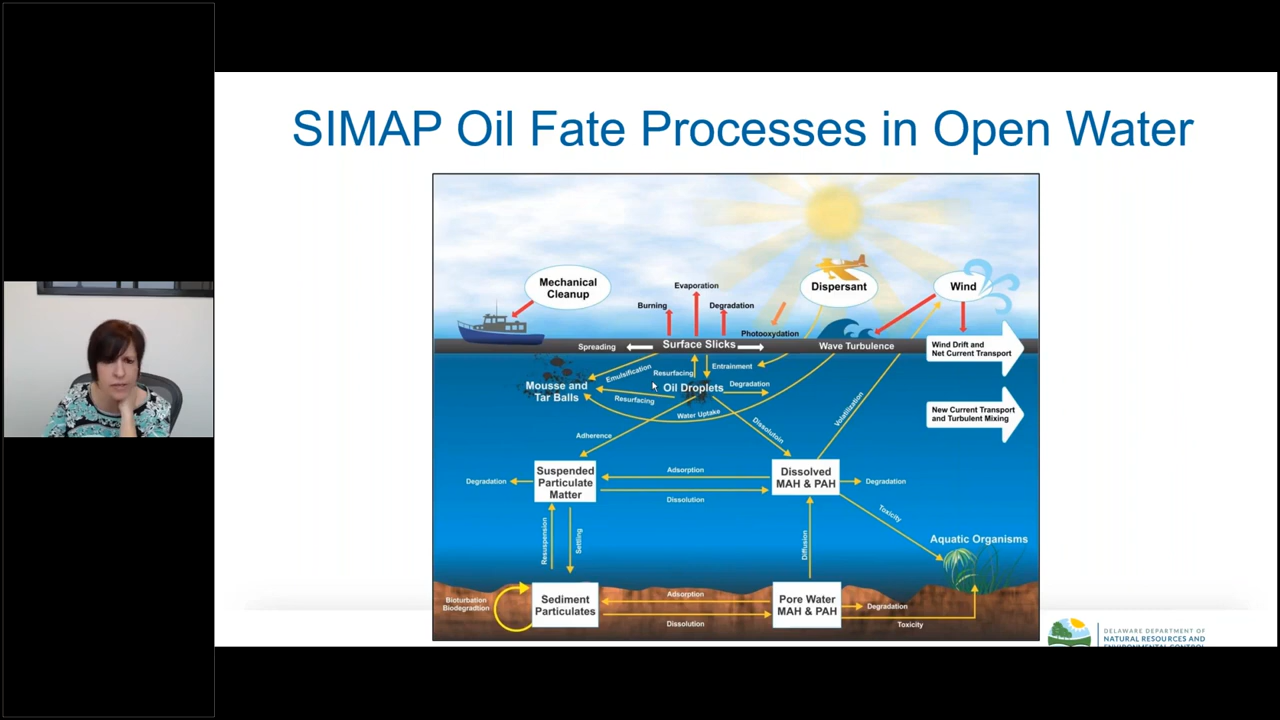 SIMAP Oil Fate Processes in Open Water
Mechanical
Cleanup
Evaporation
Burning
Degradation
Dispersant
Wind
Photooxydation
Spreading
Surface Slicks
Wave Turbulence
Wind Drift and
Net Current Transport
Emulsification
Resurfacing
Entrainment
Mousse and
Tar Balls
Oil Droplets
Degradation
Resurfacing
Water Uptake
New Current Transport
and Turbulent Mixing
Volatilization
Adherence
Dissolutoin
Suspended
Particulate
Matter
Adsorption
Dissolved
MAH & PAH
Degradation
Degradation
Dissolution
Toxicity
Resuspension
Settling
Diffusion
Aquatic Organisms
Bioturbation
Biodegradtion
Sediment
Particulates
Adsorption
Pore Water
MAH & PAH
Degradation
Dissolution
Toxicity
DELAWARE DEPARTMENT OF
NATURAL RESOURCES AND
ENVIRONMENTAL CONTROL